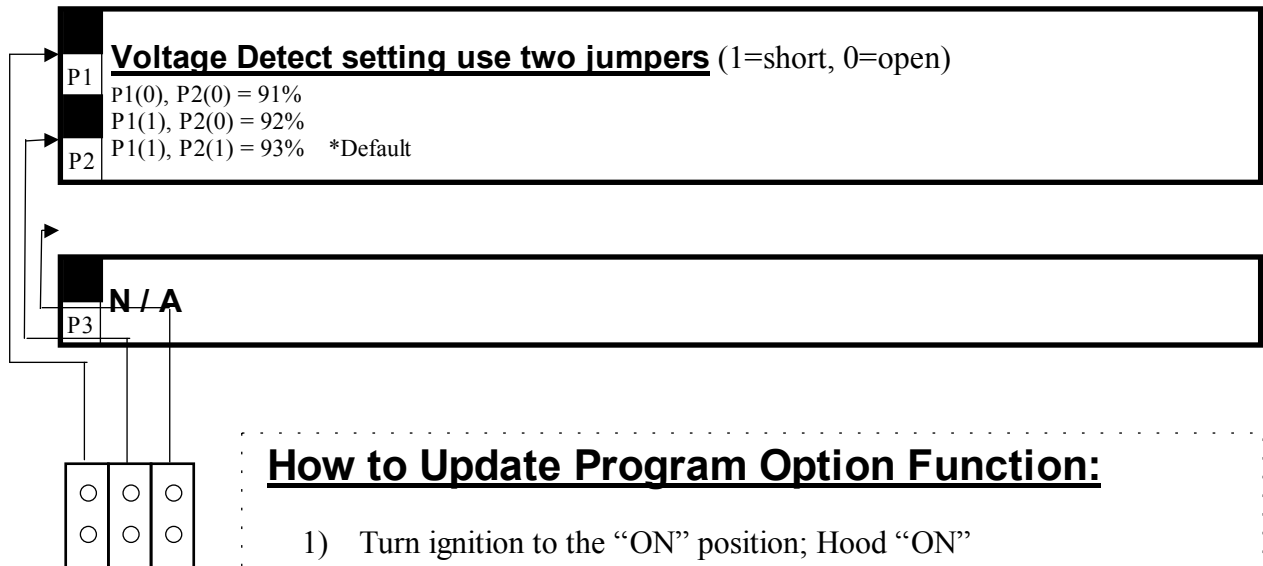 Voltage Detect setting use two jumpers (1=short, 0=open)
P1
P1(0), P2(0) = 91%
P1(1), P2(0) = 92%
P1(1), P2(1) = 93% *Default
P2
N / A
P3
How to Update Program Option Function:
1) Turn ignition to the “ON” position; Hood “ON”